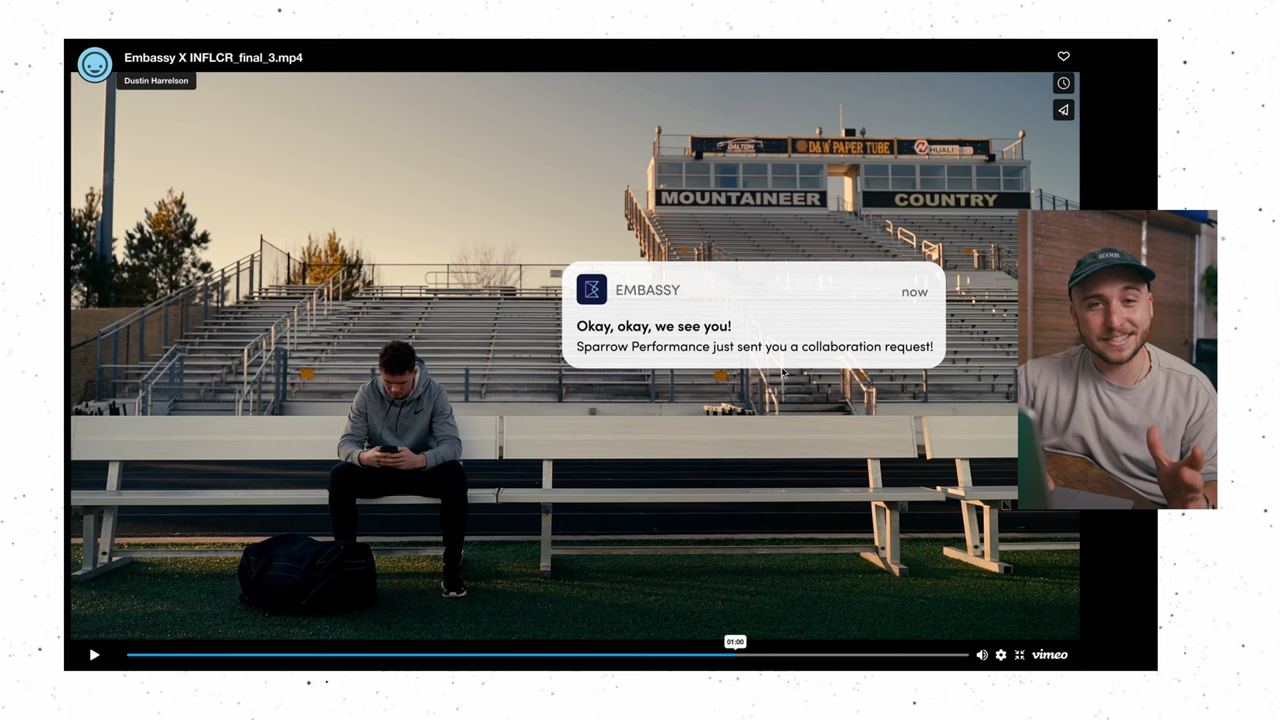 Embassy X INFLCR_final_3.mp4
Dustin Harrelson
DALTON
D&W PAPER TUBE
HUALI
MOUNTAINEER
COUNTRY
EMBASSY
now
Okay, okay, we see you!
Sparrow Performance just sent you a collaboration request!
01:00
vimeo